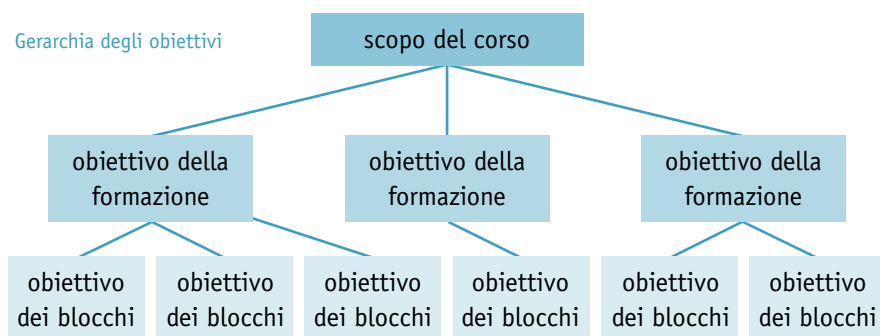 Gerarchia degli obiettivi
scopo del corso
obiettivo della
formazione
obiettivo della
formazione
obiettivo della
formazione
obiettivo
dei blocchi
obiettivo
dei blocchi
obiettivo
dei blocchi
obiettivo
dei blocchi
obiettivo
dei blocchi
obiettivo
dei blocchi